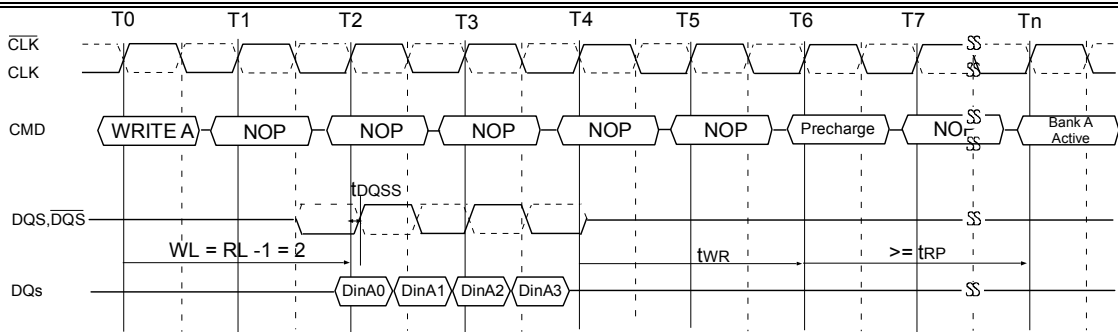 T0 T1 T2 T3 T4 T5 T6 T7 Tn
CLK
CLK
CMD WRITE A NOP NOP NOP NOP NOP Precharge NOP Bank A Active
tDQSS
DQS,DQS
WL = RL -1 = 2 tWR >= tRP
DQs DinA0 DinA1 DinA2 DinA3